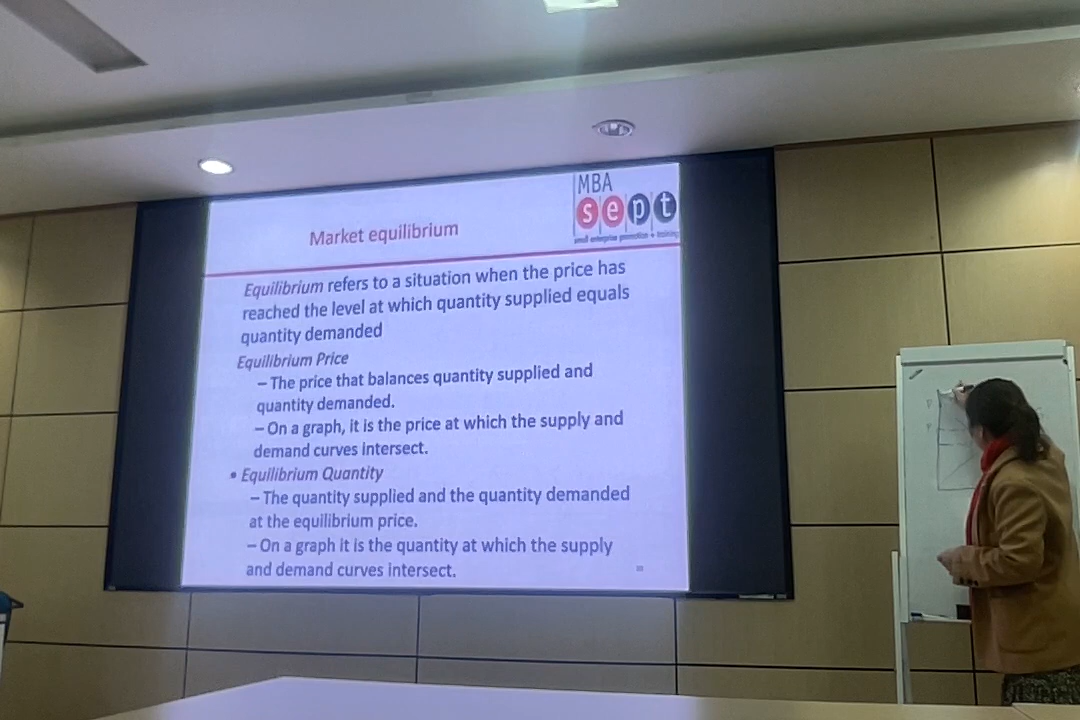 MBA
sept
small enterprise promotion + training
Market equilibrium
Equilibrium refers to a situation when the price has
reached the level at which quantity supplied equals
quantity demanded
Equilibrium Price
– The price that balances quantity supplied and
quantity demanded.
– On a graph, it is the price at which the supply and
demand curves intersect.
• Equilibrium Quantity
– The quantity supplied and the quantity demanded
at the equilibrium price.
– On a graph it is the quantity at which the supply
and demand curves intersect.